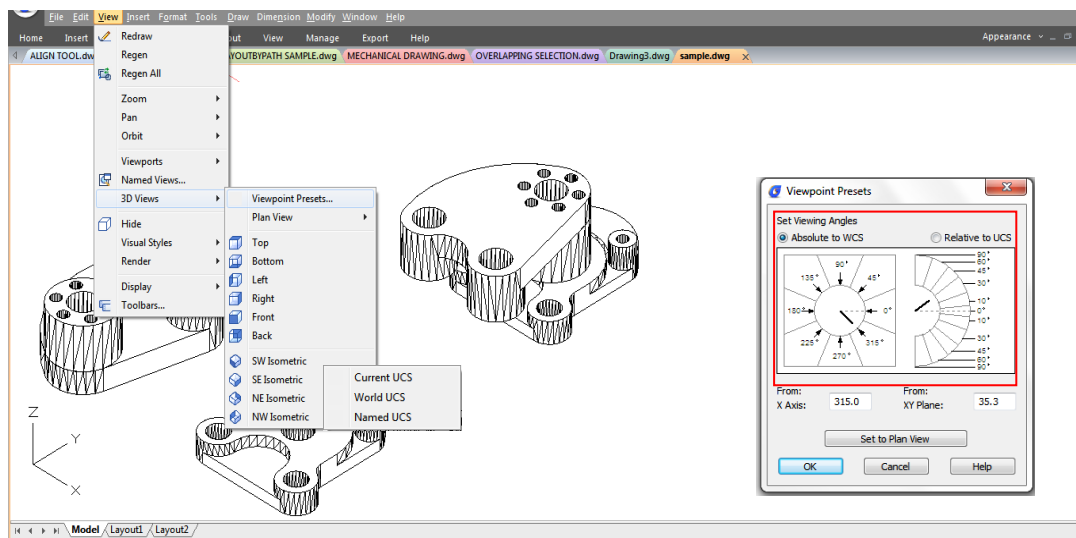 File Edit View Insert Format Tools Draw Dimension Modify Window Help
Home Insert out View Manage Export Help Appearance
ALIGN TOOL.dw YOUTBYPATH SAMPLE.dwg MECHANICAL DRAWING.dwg OVERLAPPING SELECTION.dwg Drawing3.dwg sample.dwg
Redraw
Regen
Regen All
Zoom
Pan
Orbit
Viewports
Named Views...
3D Views
Hide
Visual Styles
Render
Display
Toolbars...
Viewpoint Presets...
Plan View
Top
Bottom
Left
Right
Front
Back
SW Isometric
SE Isometric
NE Isometric
NW Isometric
Current UCS
World UCS
Named UCS
Viewpoint Presets
Set Viewing Angles
Absolute to WCS Relative to UCS
90°
135° 45°
180° 0°
225° 315°
270°
90°
60°
45°
30°
10°
0°
10°
30°
45°
60°
90°
From: From:
X Axis: 315.0 XY Plane: 35.3
Set to Plan View
OK Cancel Help
Z
Y
X
Model Layout1 Layout2